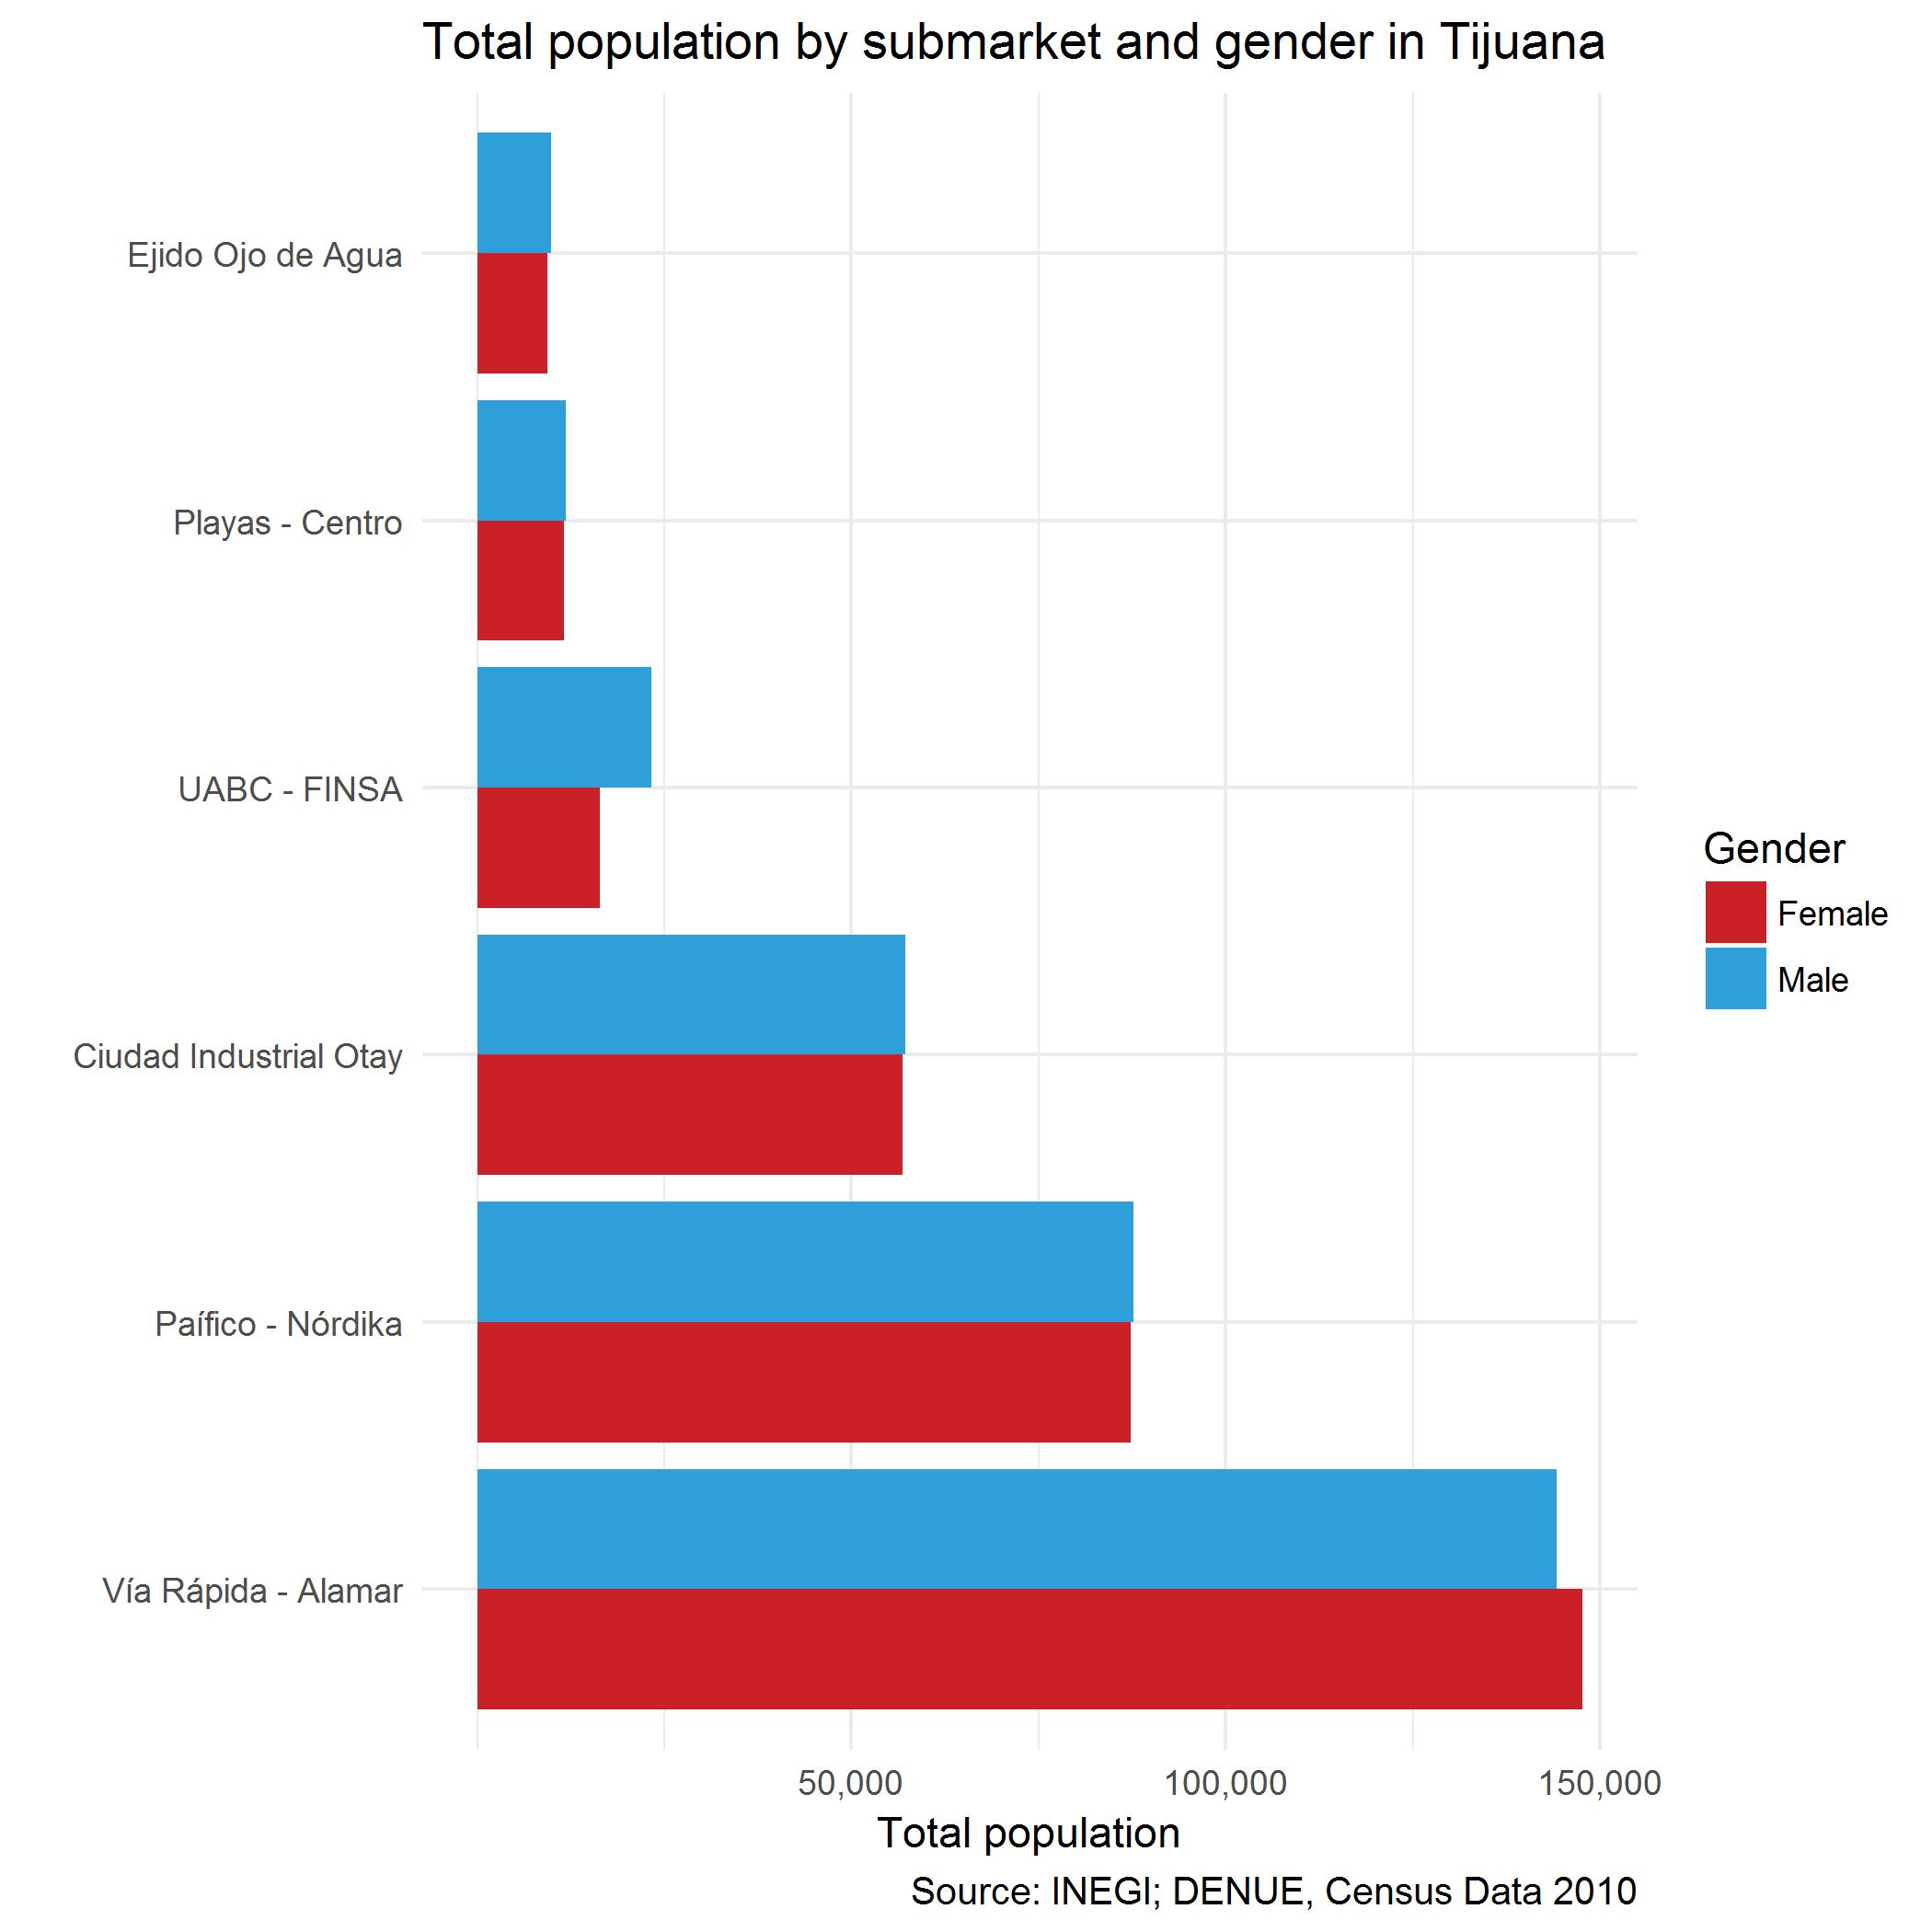 Total population by submarket and gender in Tijuana
Ejido Ojo de Agua
Playas - Centro
UABC - FINSA
Ciudad Industrial Otay
Paífico - Nórdika
Vía Rápida - Alamar
50,000
100,000
150,000
Total population
Source: INEGI; DENUE, Census Data 2010
Gender
Female
Male